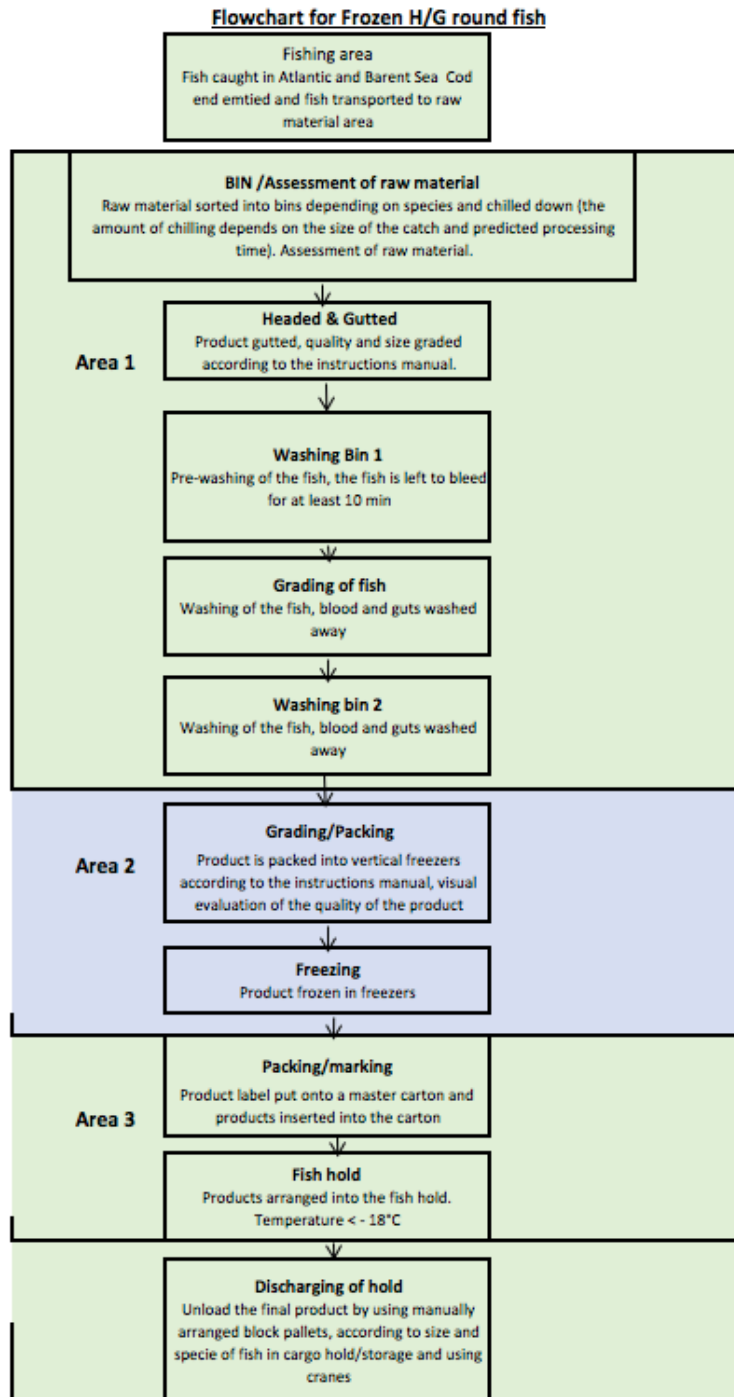 Flowchart for Frozen H/G round fish
Fishing area
Fish caught in Atlantic and Barent Sea Cod
end emtied and fish transported to raw
material area
BIN /Assessment of raw material
Raw material sorted into bins depending on species and chilled down (the
amount of chilling depends on the size of the catch and predicted processing
time). Assessment of raw material.
Area 1
Headed & Gutted
Product gutted, quality and size graded
according to the instructions manual.
Washing Bin 1
Pre-washing of the fish, the fish is left to bleed
for at least 10 min
Grading of fish
Washing of the fish, blood and guts washed
away
Washing bin 2
Washing of the fish, blood and guts washed
away
Area 2
Grading/Packing
Product is packed into vertical freezers
according to the instructions manual, visual
evaluation of the quality of the product
Freezing
Product frozen in freezers
Area 3
Packing/marking
Product label put onto a master carton and
products inserted into the carton
Fish hold
Products arranged into the fish hold.
Temperature < - 18°C
Discharging of hold
Unload the final product by using manually
arranged block pallets, according to size and
specie of fish in cargo hold/storage and using
cranes